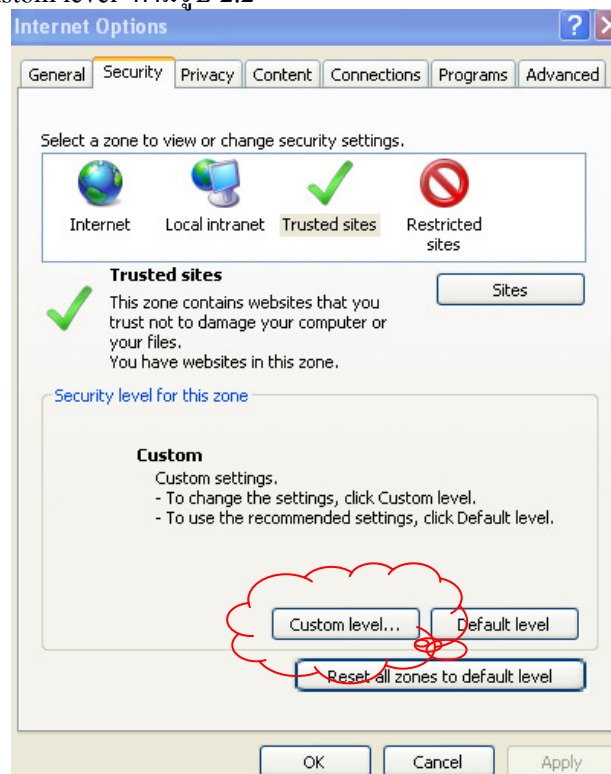 Internet Options
General Security Privacy Content Connections Programs Advanced
Select a zone to view or change security settings.
Internet Local intranet Trusted sites Restricted sites
Trusted sites
Sites
This zone contains websites that you
trust not to damage your computer or
your files.
You have websites in this zone.
Security level for this zone
Custom
Custom settings.
- To change the settings, click Custom level.
- To use the recommended settings, click Default level.
Custom level... Default level
Reset all zones to default level
OK Cancel Apply